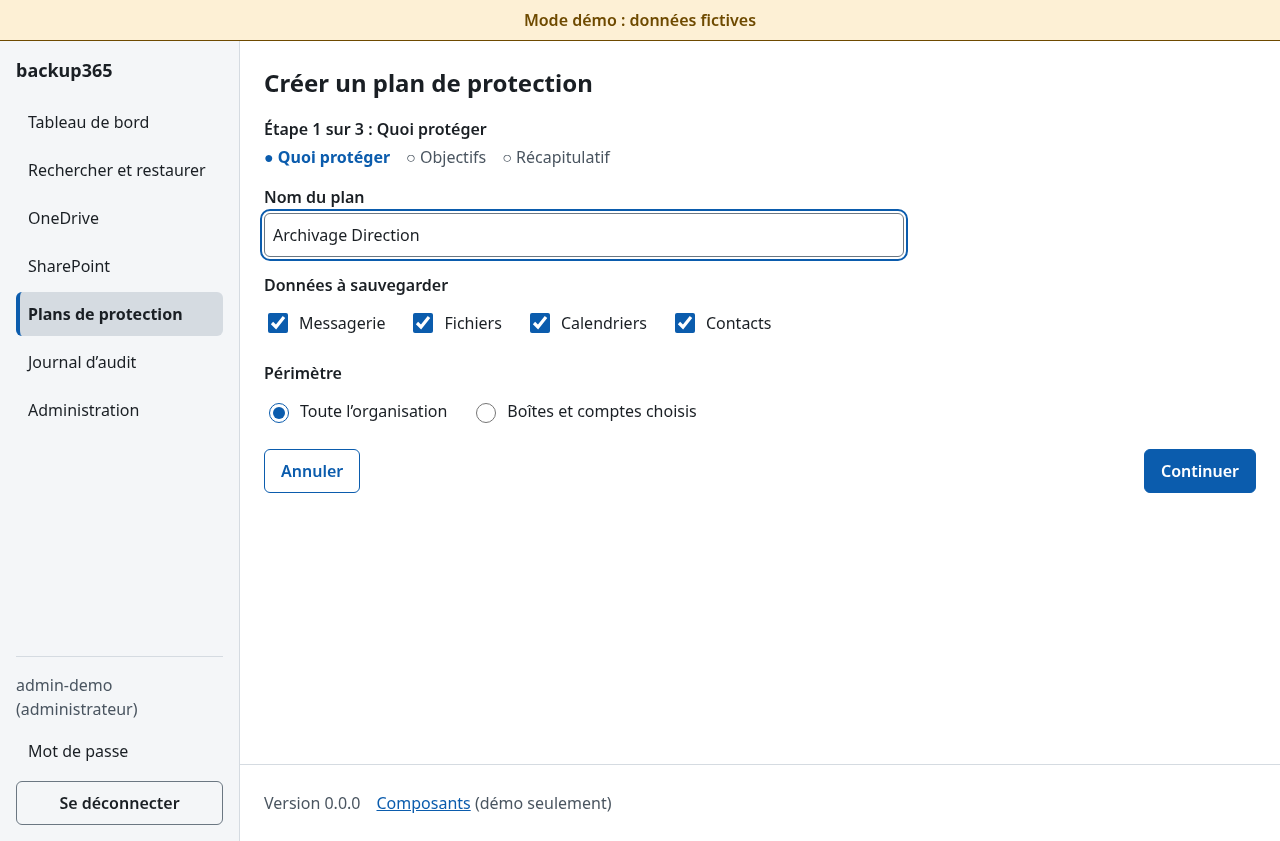 Mode démo : données fictives
backup365
Tableau de bord
Rechercher et restaurer
OneDrive
SharePoint
Plans de protection
Journal d’audit
Administration
admin-demo
(administrateur)
Mot de passe
Se déconnecter
Créer un plan de protection
Étape 1 sur 3 : Quoi protéger
● Quoi protéger ○ Objectifs ○ Récapitulatif
Nom du plan
Archivage Direction
Données à sauvegarder
Messagerie Fichiers Calendriers Contacts
Périmètre
Toute l’organisation Boîtes et comptes choisis
Annuler Continuer
Version 0.0.0 Composants (démo seulement)